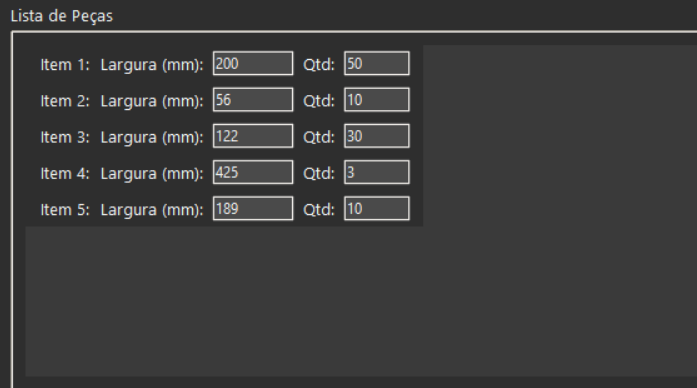 Lista de Peças
Item 1: Largura (mm): 200 Qtd: 50
Item 2: Largura (mm): 56 Qtd: 10
Item 3: Largura (mm): 122 Qtd: 30
Item 4: Largura (mm): 425 Qtd: 3
Item 5: Largura (mm): 189 Qtd: 10